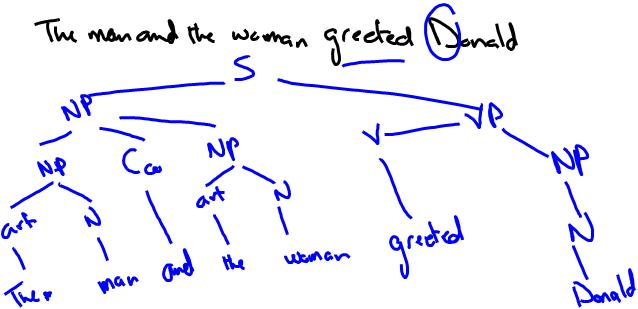 The man and the woman greeted Donald
S
NP VP
NP Cco NP V NP
art N art N N
The man and the woman greeted Donald